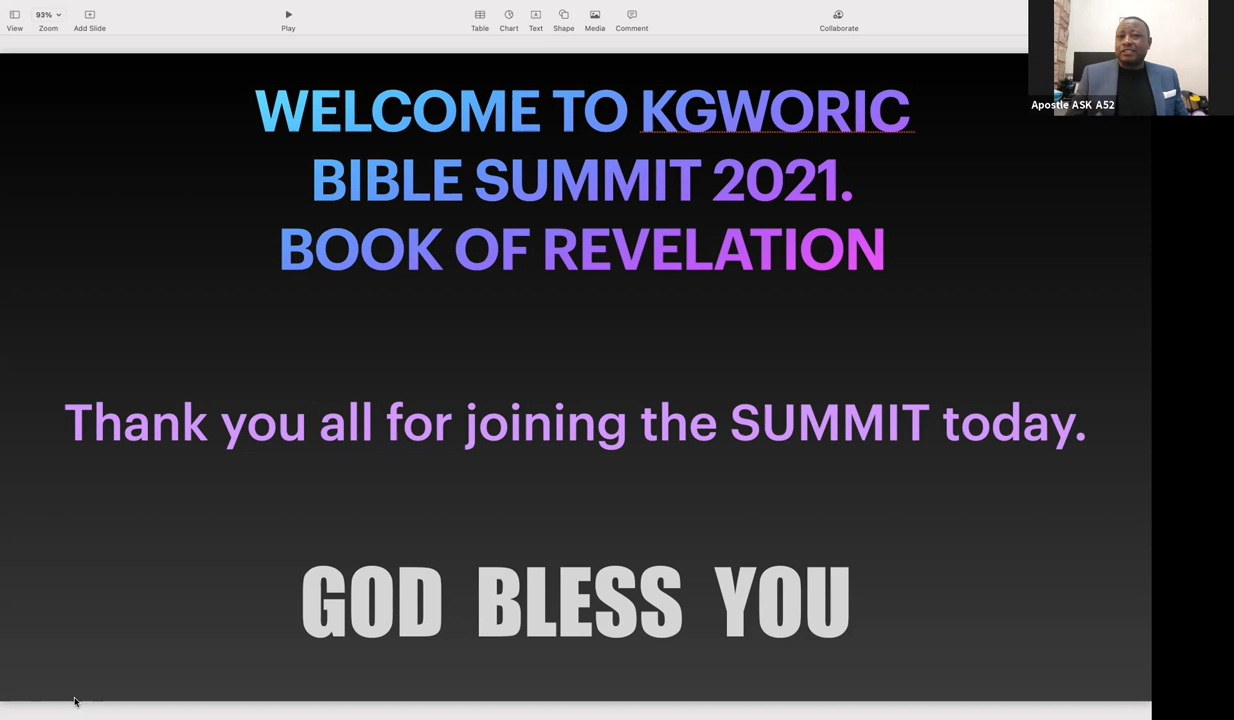 93%
View
Zoom
Add Slide
Play
Table
Chart
Text
Shape
Media
Comment
Collaborate
Apostle ASK A52
WELCOME TO KGWORIC
BIBLE SUMMIT 2021.
BOOK OF REVELATION
Thank you all for joining the SUMMIT today.
GOD BLESS YOU